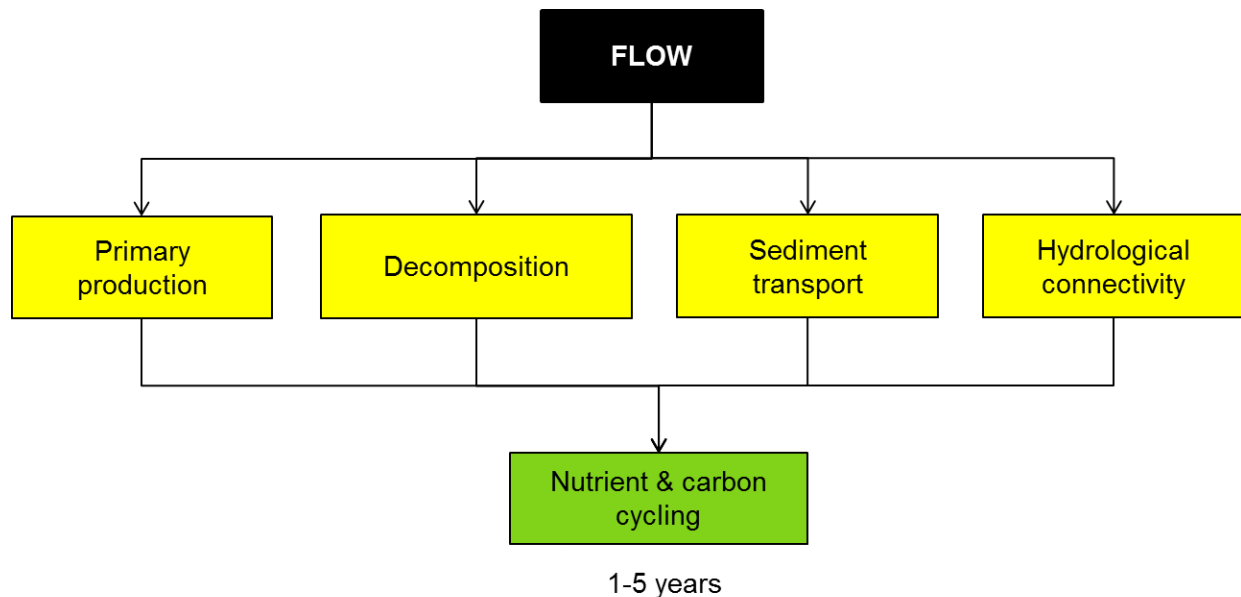 FLOW
Primary
production
Decomposition
Sediment
transport
Hydrological
connectivity
Nutrient & carbon
cycling
1-5 years